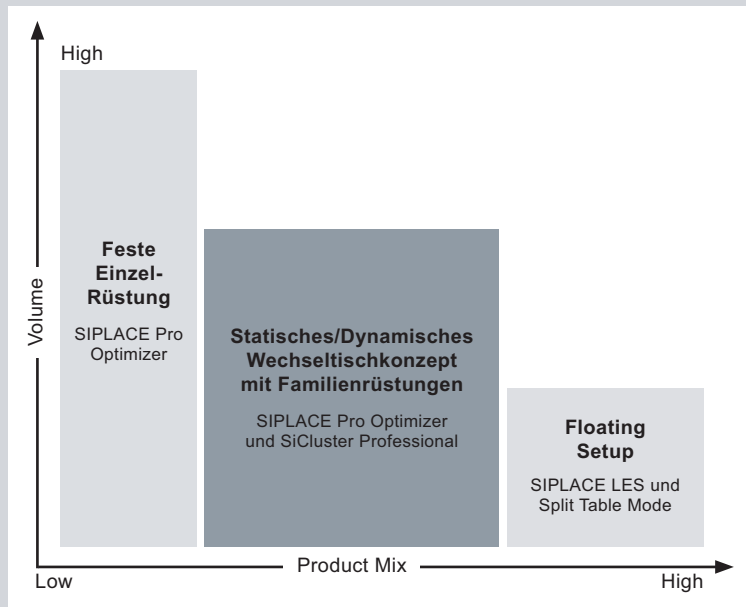 High
Volume
Feste
Einzel-
Rüstung
SIPLACE Pro
Optimizer
Statisches/Dynamisches
Wechseltischkonzept
mit Familienrüstungen
SIPLACE Pro Optimizer
und SiCluster Professional
Floating
Setup
SIPLACE LES und
Split Table Mode
Low
Product Mix
High